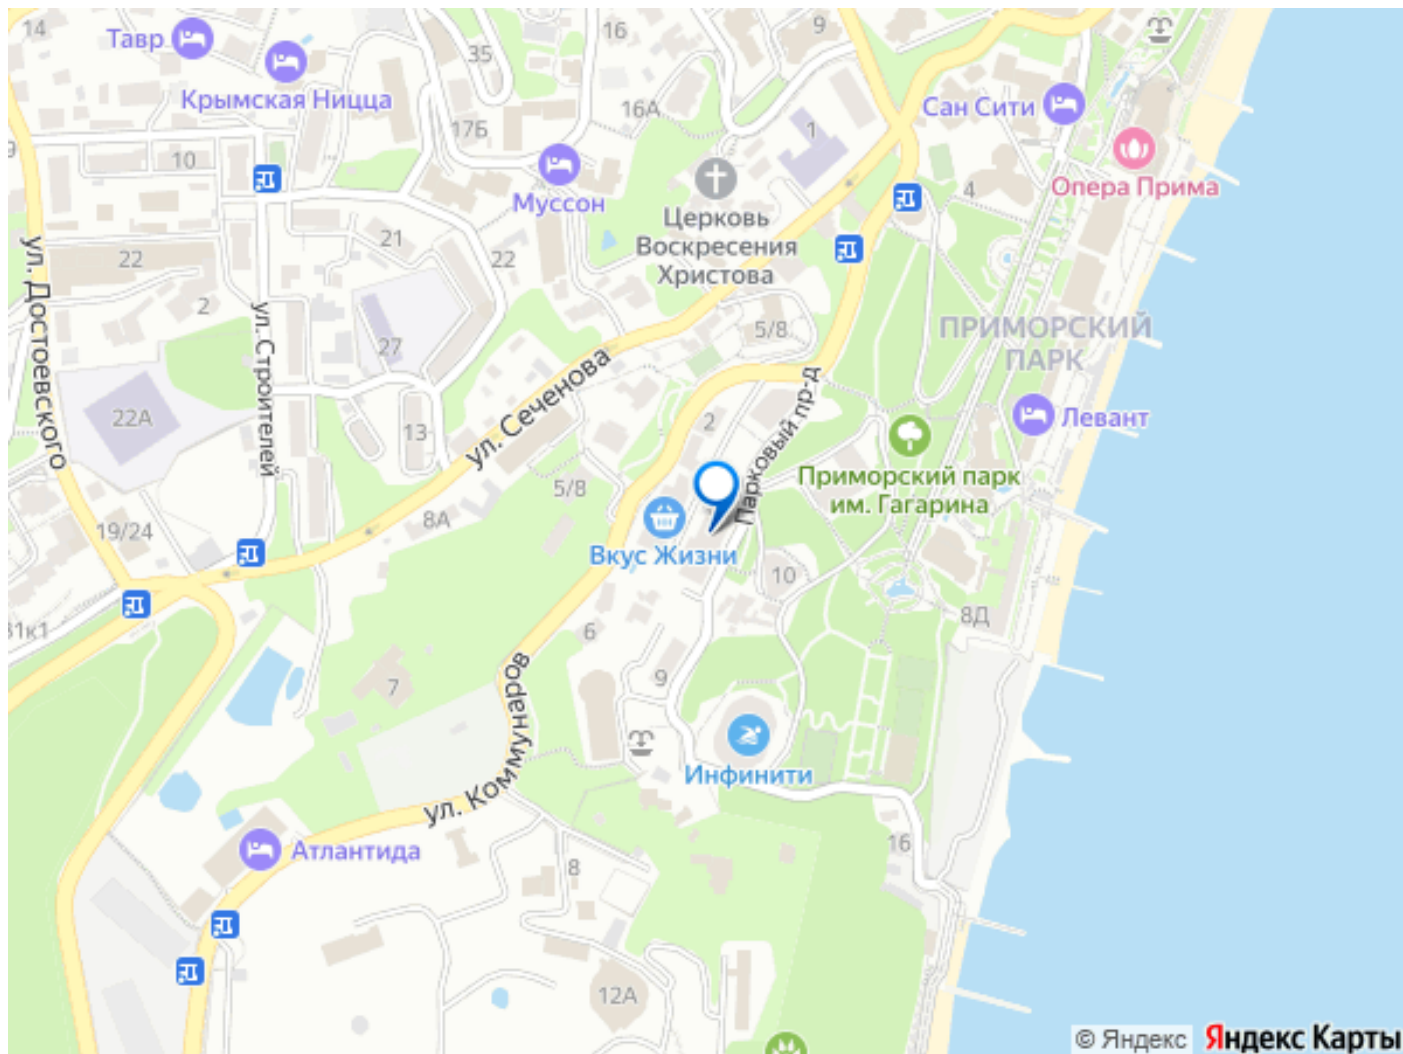 14
Тавр
16
9
35
Крымская Ницца
16А
Сан Сити
17Б
1
10
Муссон
4
Опера Прима
Церковь
Воскресения
Христова
21
22
22
2
ул. Достоевского
ул. Строителей
5/8
ПРИМОРСКИЙ
ПАРК
27
ул. Сеченова
Парковый пр-д
22А
13
2
Левант
Приморский парк
им. Гагарина
5/8
19/24
8А
Вкус Жизни
10
8Д
31к1
6
9
7
ул. Коммунаров
Инфинити
Атлантида
16
8
12А
© Яндекс Яндекс Карты